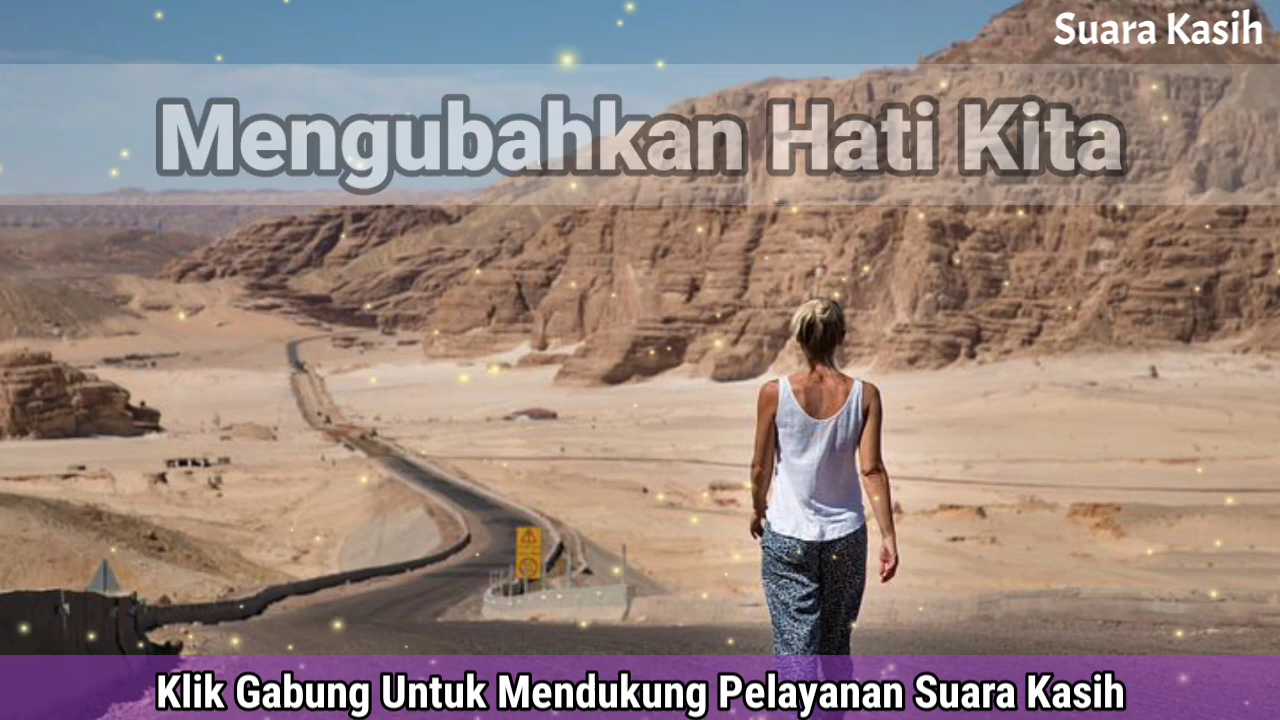 Suara Kasih
Mengubahkan Hati Kita
Klik Gabung Untuk Mendukung Pelayanan Suara Kasih